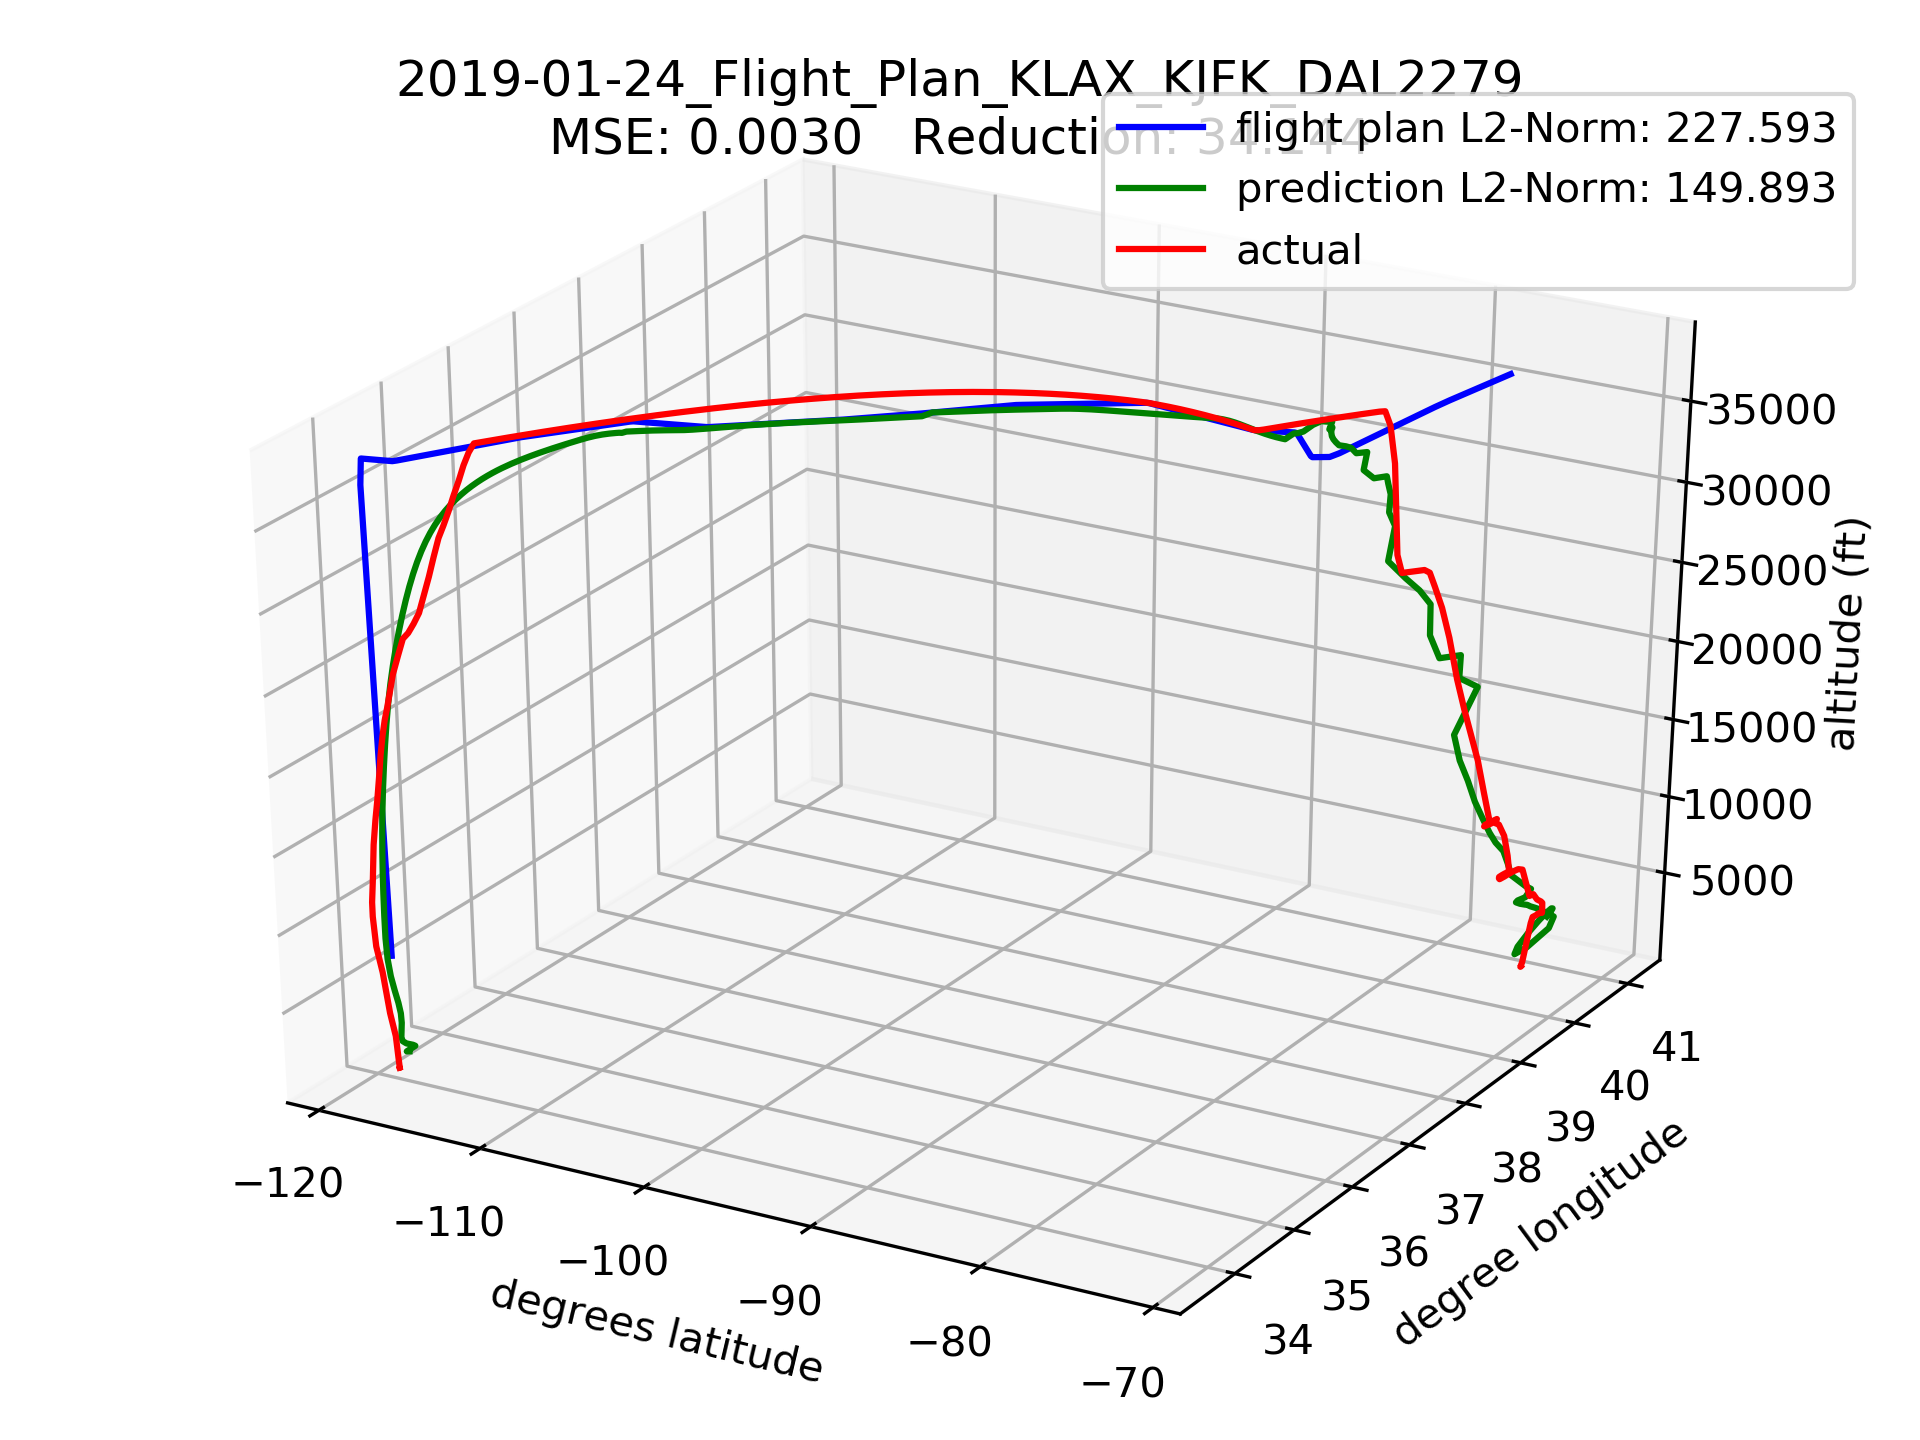 2019-01-24_Flight_Plan_KLAX_KJFK_DAL2279
MSE: 0.0030 Reduction: 34.144
flight plan L2-Norm: 227.593
prediction L2-Norm: 149.893
actual
35000
30000
25000
20000
15000
10000
5000
altitude (ft)
41
40
39
38
37
36
35
34
degree longitude
−120
−110
−100
−90
−80
−70
degrees latitude